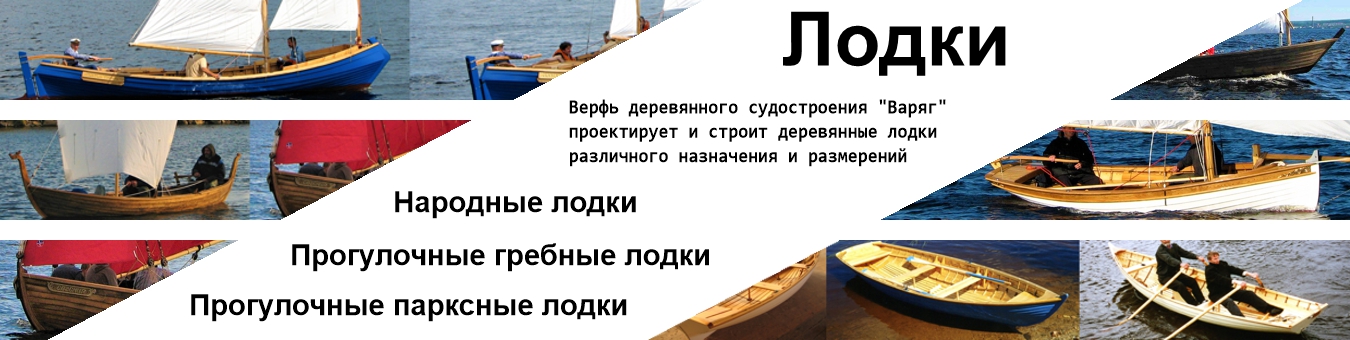 Лодки
Верфь деревянного судостроения "Варяг"
проектирует и строит деревянные лодки
различного назначения и размерений
Народные лодки
Прогулочные гребные лодки
Прогулочные парксные лодки